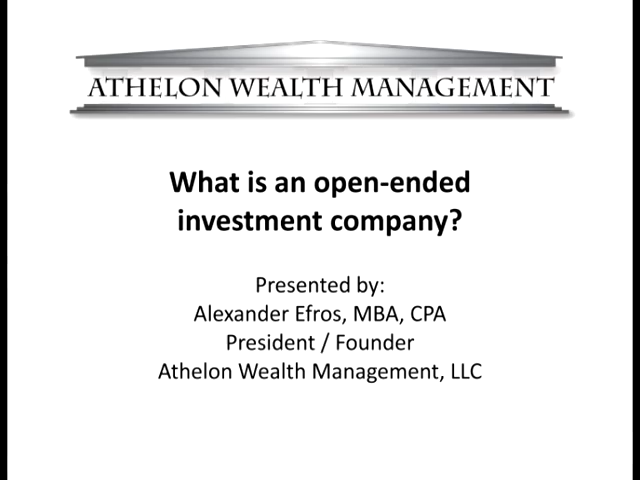 ATHELON WEALTH MANAGEMENT
What is an open-ended
investment company?
Presented by:
Alexander Efros, MBA, CPA
President / Founder
Athelon Wealth Management, LLC